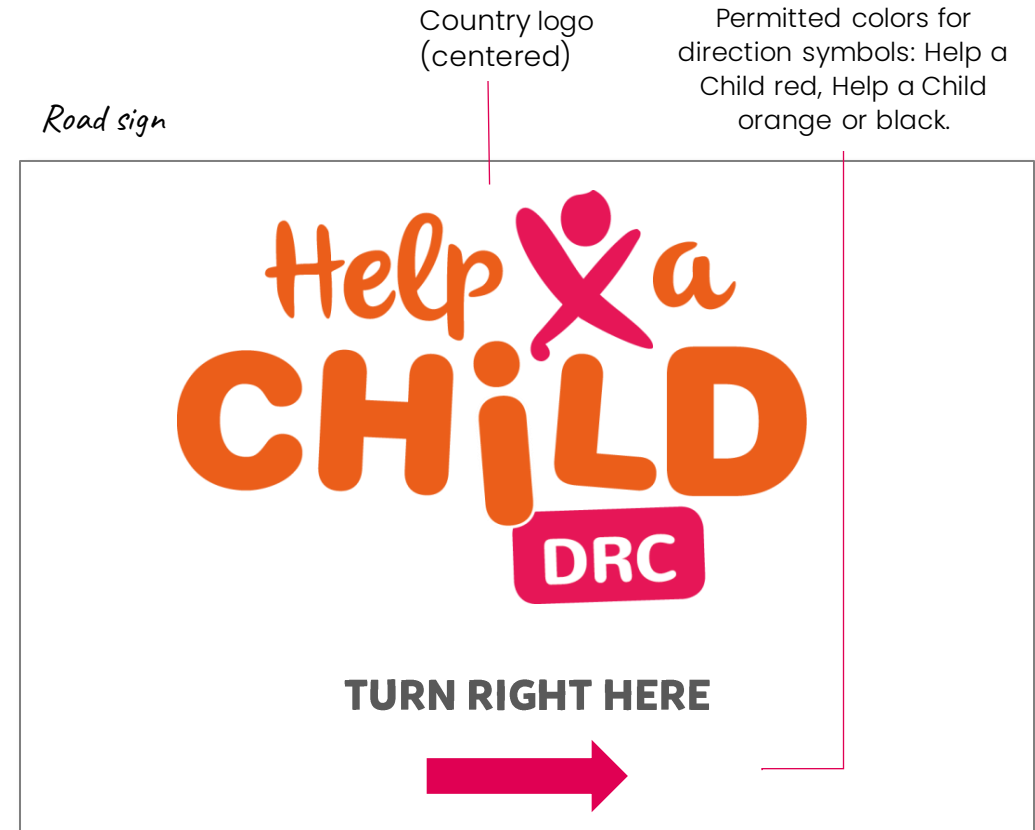 Country logo
(centered)
Permitted colors for
direction symbols: Help a
Child red, Help a Child
orange or black.
Road sign
Help a
CHiLD
DRC
TURN RIGHT HERE